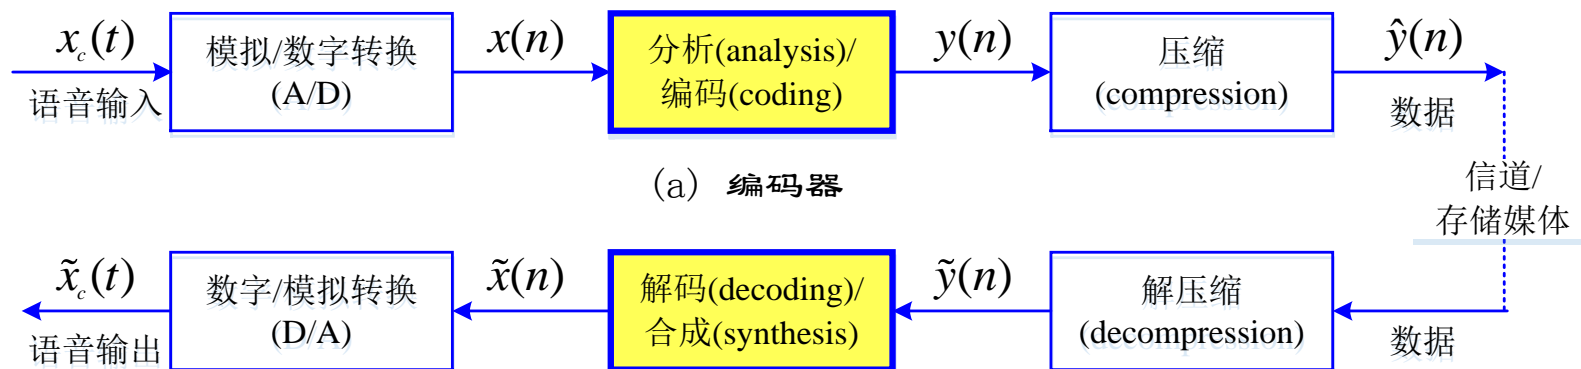 x_c(t)
语音输入
模拟/数字转换
(A/D)
x(n)
分析(analysis)/
编码(coding)
y(n)
压缩
(compression)
ŷ(n)
数据
(a) 编码器
信道/
存储媒体
x̃_c(t)
语音输出
数字/模拟转换
(D/A)
x̃(n)
解码(decoding)/
合成(synthesis)
ỹ(n)
解压缩
(decompression)
数据